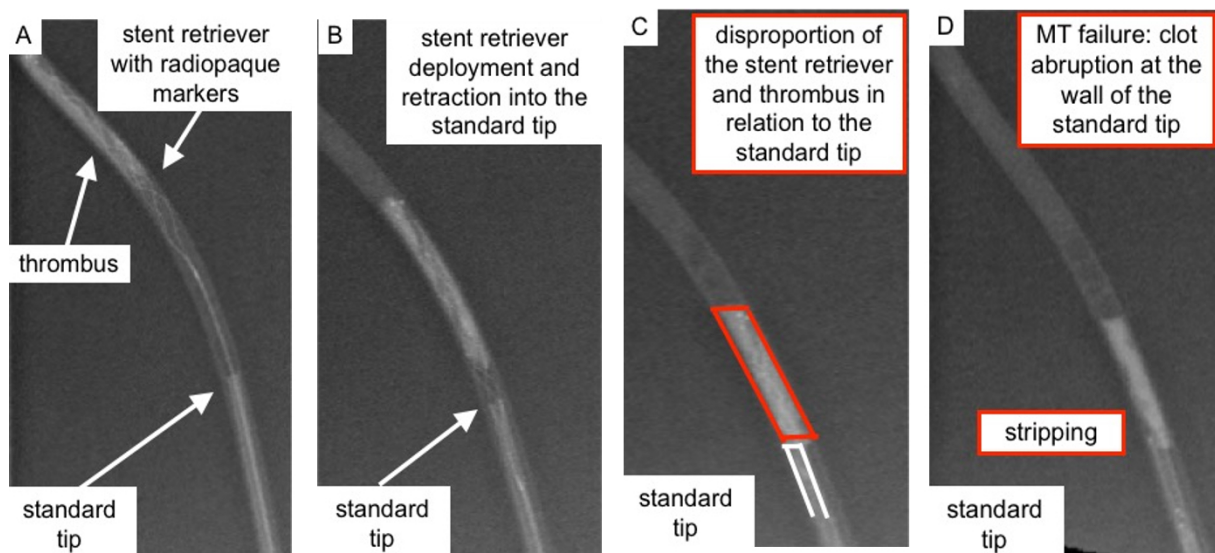 A
stent retriever
with radiopaque
markers
thrombus
standard
tip
B
stent retriever
deployment and
retraction into the
standard tip
standard
tip
C
disproportion of
the stent retriever
and thrombus in
relation to the
standard tip
standard
tip
D
MT failure: clot
abruption at the
wall of the
standard tip
stripping
standard
tip